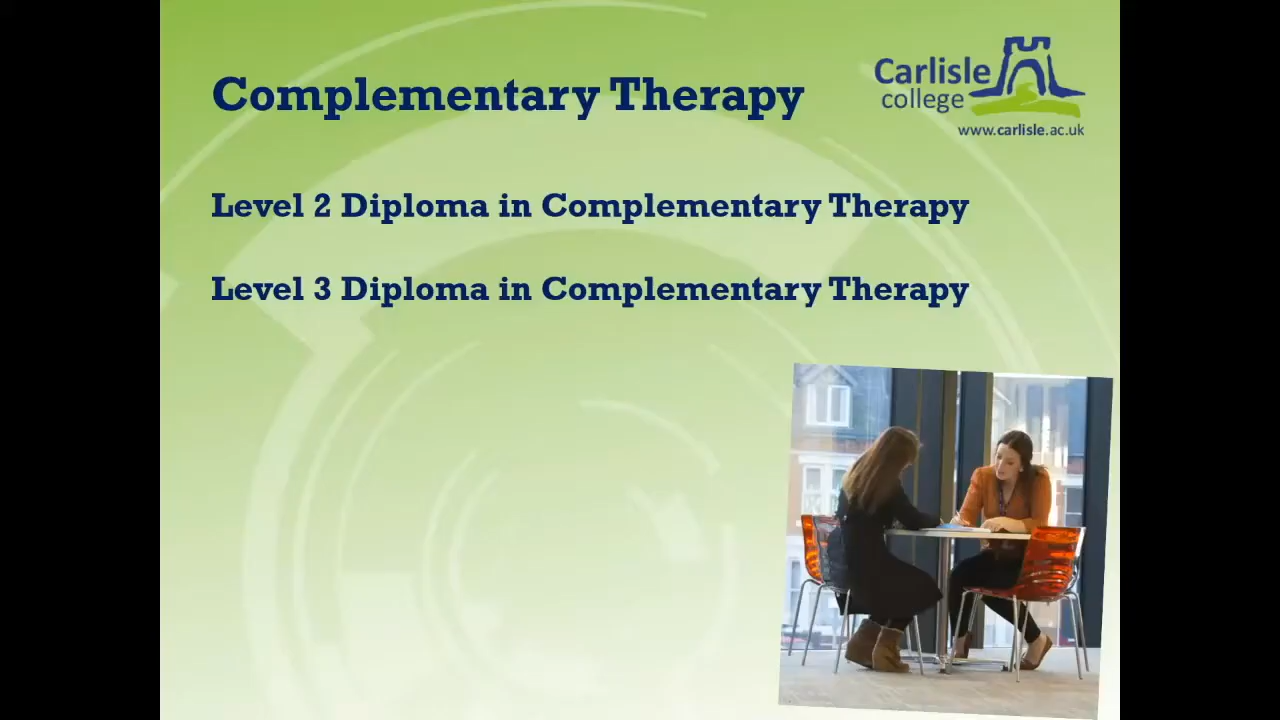 Complementary Therapy
Carlisle
college
www.carlisle.ac.uk
Level 2 Diploma in Complementary Therapy
Level 3 Diploma in Complementary Therapy